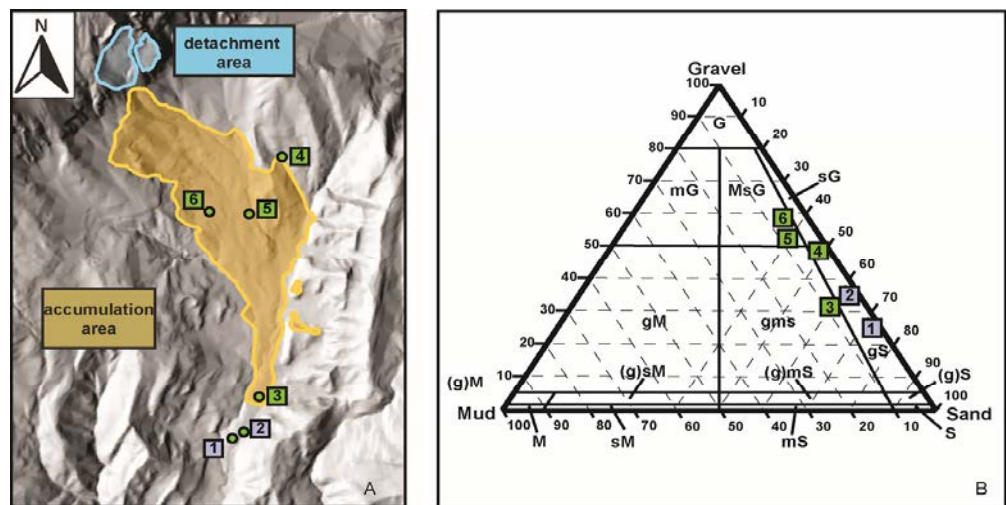 N
detachment
area
4
6
5
accumulation
area
3
2
1
A
Gravel
100
90
10
G
80
20
70
mG
MsG
30
sG
60
6
40
5
50
50
4
40
60
2
70
30
gM
gms
3
1
80
20
gS
90
(g)M
10
(g)sM
(g)mS
100
(g)S
Mud
Sand
100
90
80
70
60
50
40
30
20
10
M
sM
mS
S
B